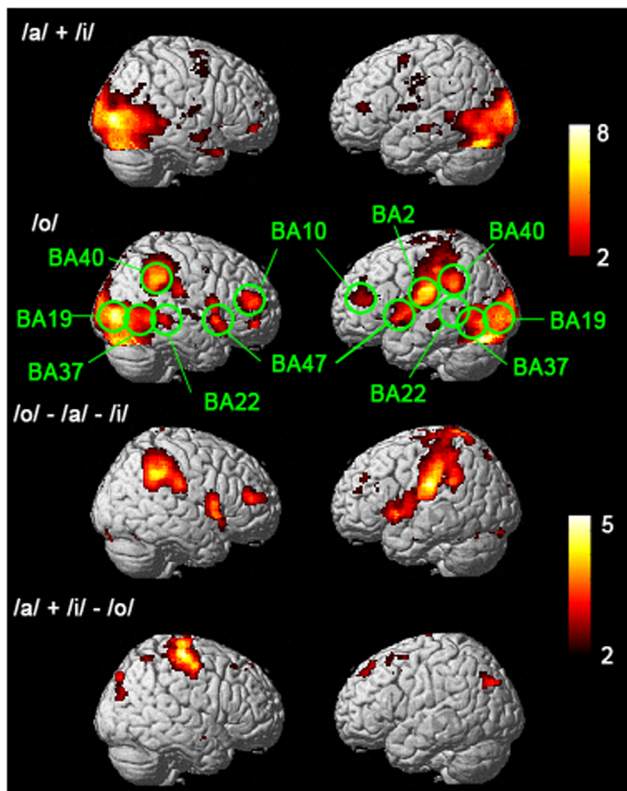 /a/ + /i/
8
2
/o/
BA10
BA2
BA40
BA40
BA19
BA19
BA37
BA47
BA37
BA22
BA22
/o/ - /a/ - /i/
5
2
/a/ + /i/ - /o/